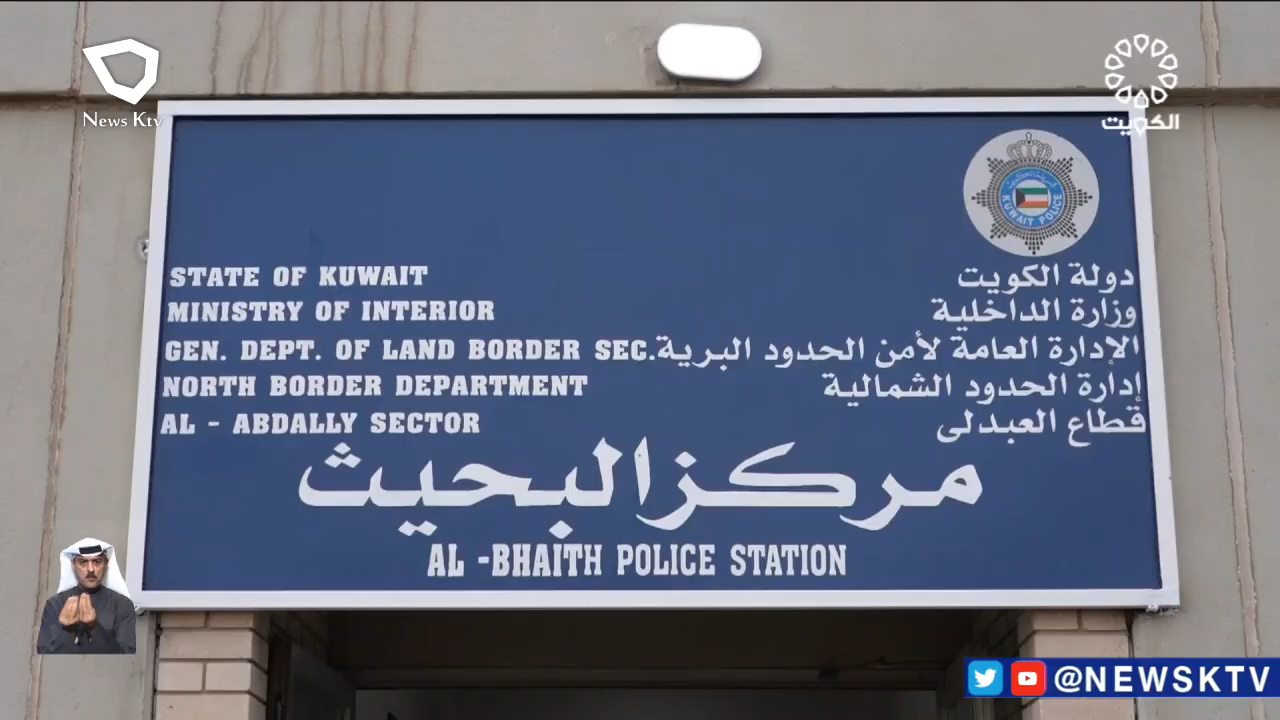 News Ktv
الكويت
KUWAIT POLICE
STATE OF KUWAIT
دولة الكويت
MINISTRY OF INTERIOR
وزارة الداخلية
GEN. DEPT. OF LAND BORDER SEC.
الإدارة العامة لأمن الحدود البرية
NORTH BORDER DEPARTMENT
إدارة الحدود الشمالية
AL - ABDALLY SECTOR
قطاع العبدلى
مركز البحيث
AL -BHAITH POLICE STATION
@NEWSKTV